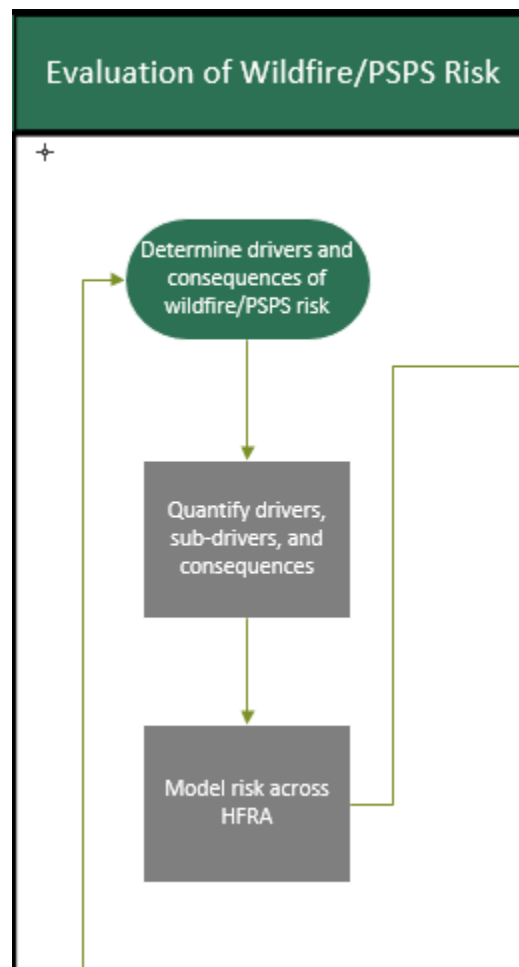 Evaluation of Wildfire/PSPS Risk
Determine drivers and
consequences of
wildfire/PSPS risk
Quantify drivers,
sub-drivers, and
consequences
Model risk across
HFRA